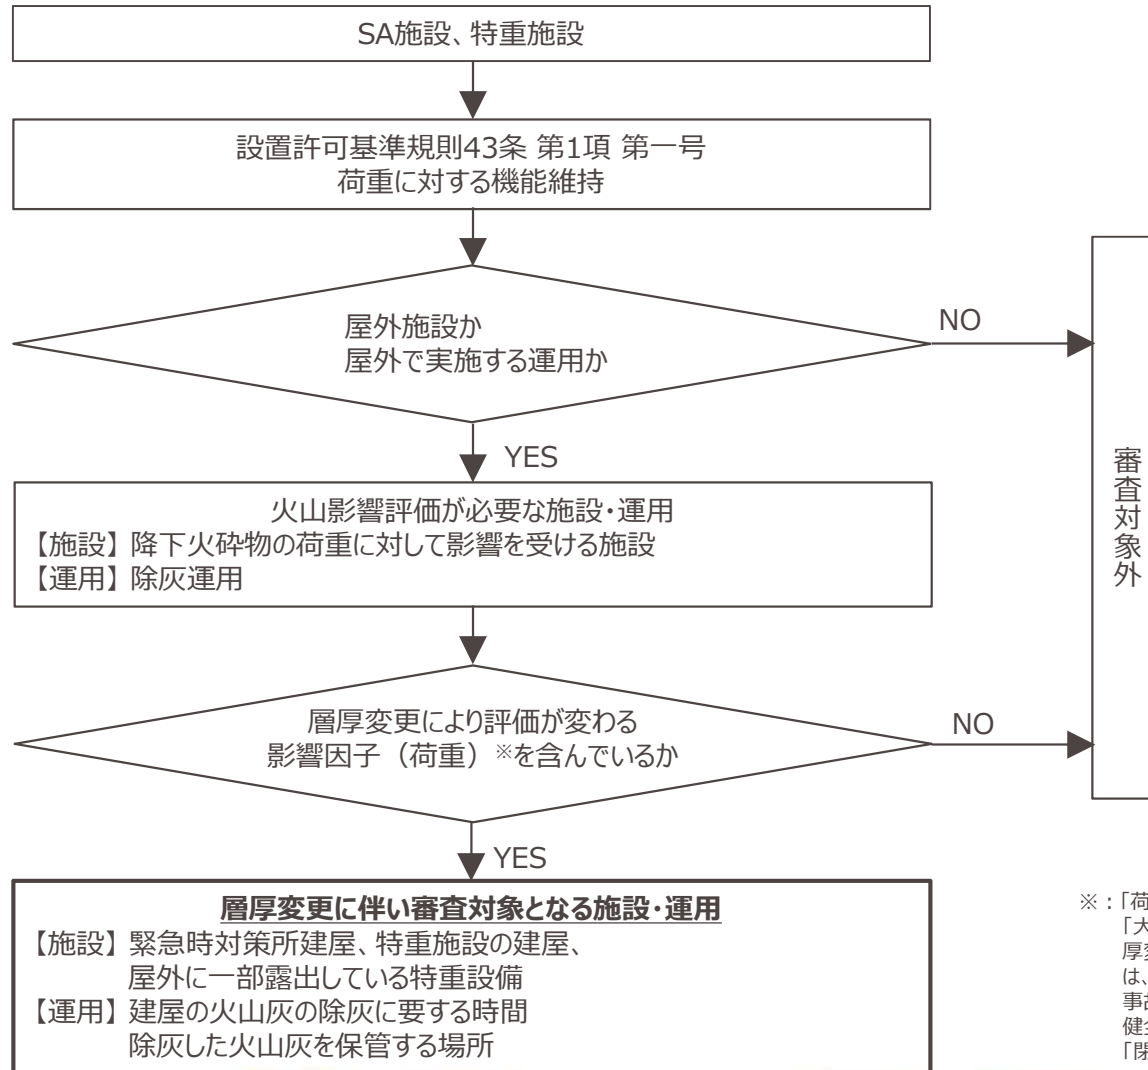 SA施設、特重施設
設置許可基準規則43条 第1項 第一号
荷重に対する機能維持
屋外施設か
屋外で実施する運用か
NO
YES
火山影響評価が必要な施設・運用
【施設】降下火砕物の荷重に対して影響を受ける施設
【運用】除灰運用
層厚変更により評価が変わる
影響因子（荷重）※を含んでいるか
NO
YES
審査対象外
層厚変更に伴い審査対象となる施設・運用
【施設】緊急時対策所建屋、特重施設の建屋、
屋外に一部露出している特重設備
【運用】建屋の火山灰の除灰に要する時間
除灰した火山灰を保管する場所
※：「荷
「大
厚変
は、
事故
健全
「閉